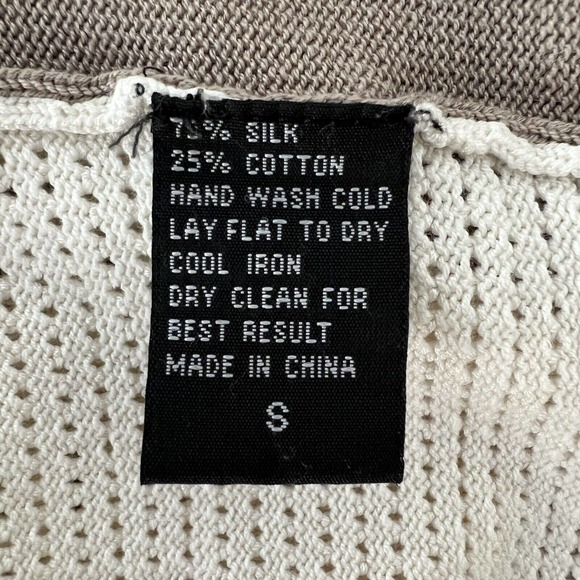 75% SILK
25% COTTON
HAND WASH COLD
LAY FLAT TO DRY
COOL IRON
DRY CLEAN FOR
BEST RESULT
MADE IN CHINA
S